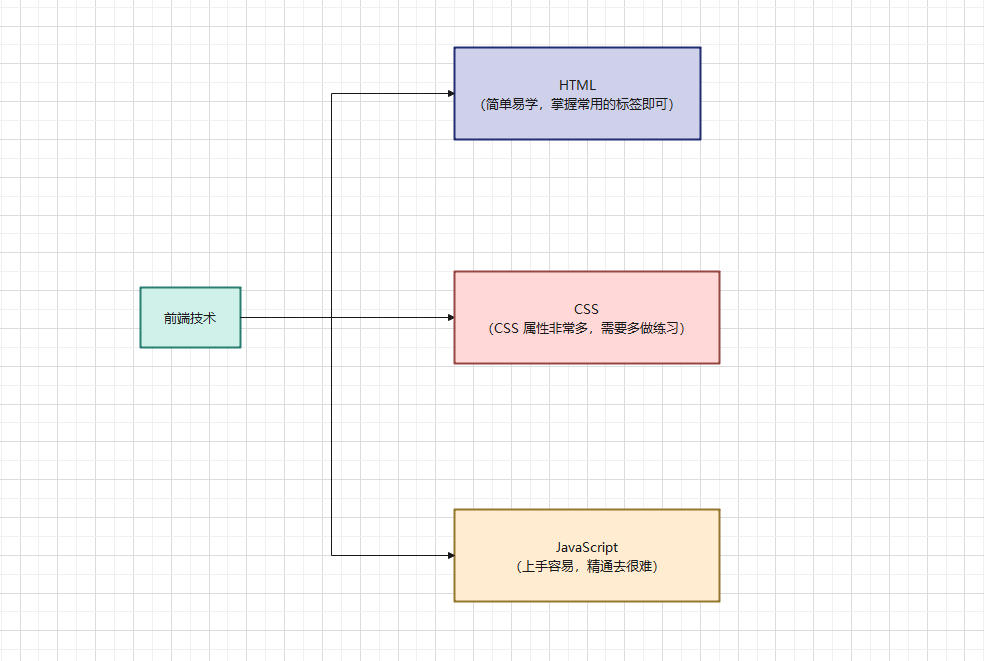 HTML
（简单易学，掌握常用的标签即可）
前端技术
CSS
（CSS 属性非常多，需要多做练习）
JavaScript
（上手容易，精通去很难）